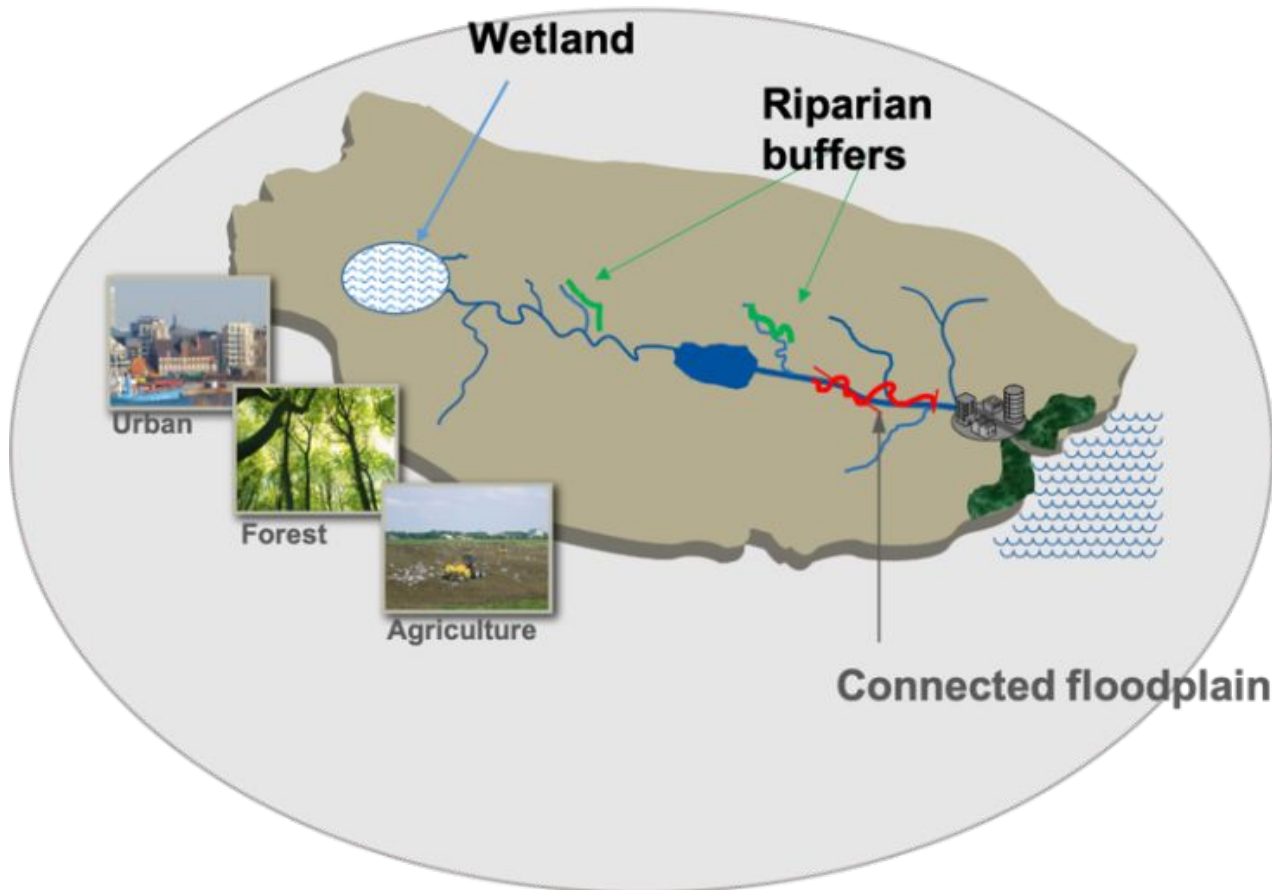 Wetland
Riparian
buffers
Urban
Forest
Agriculture
Connected floodplain